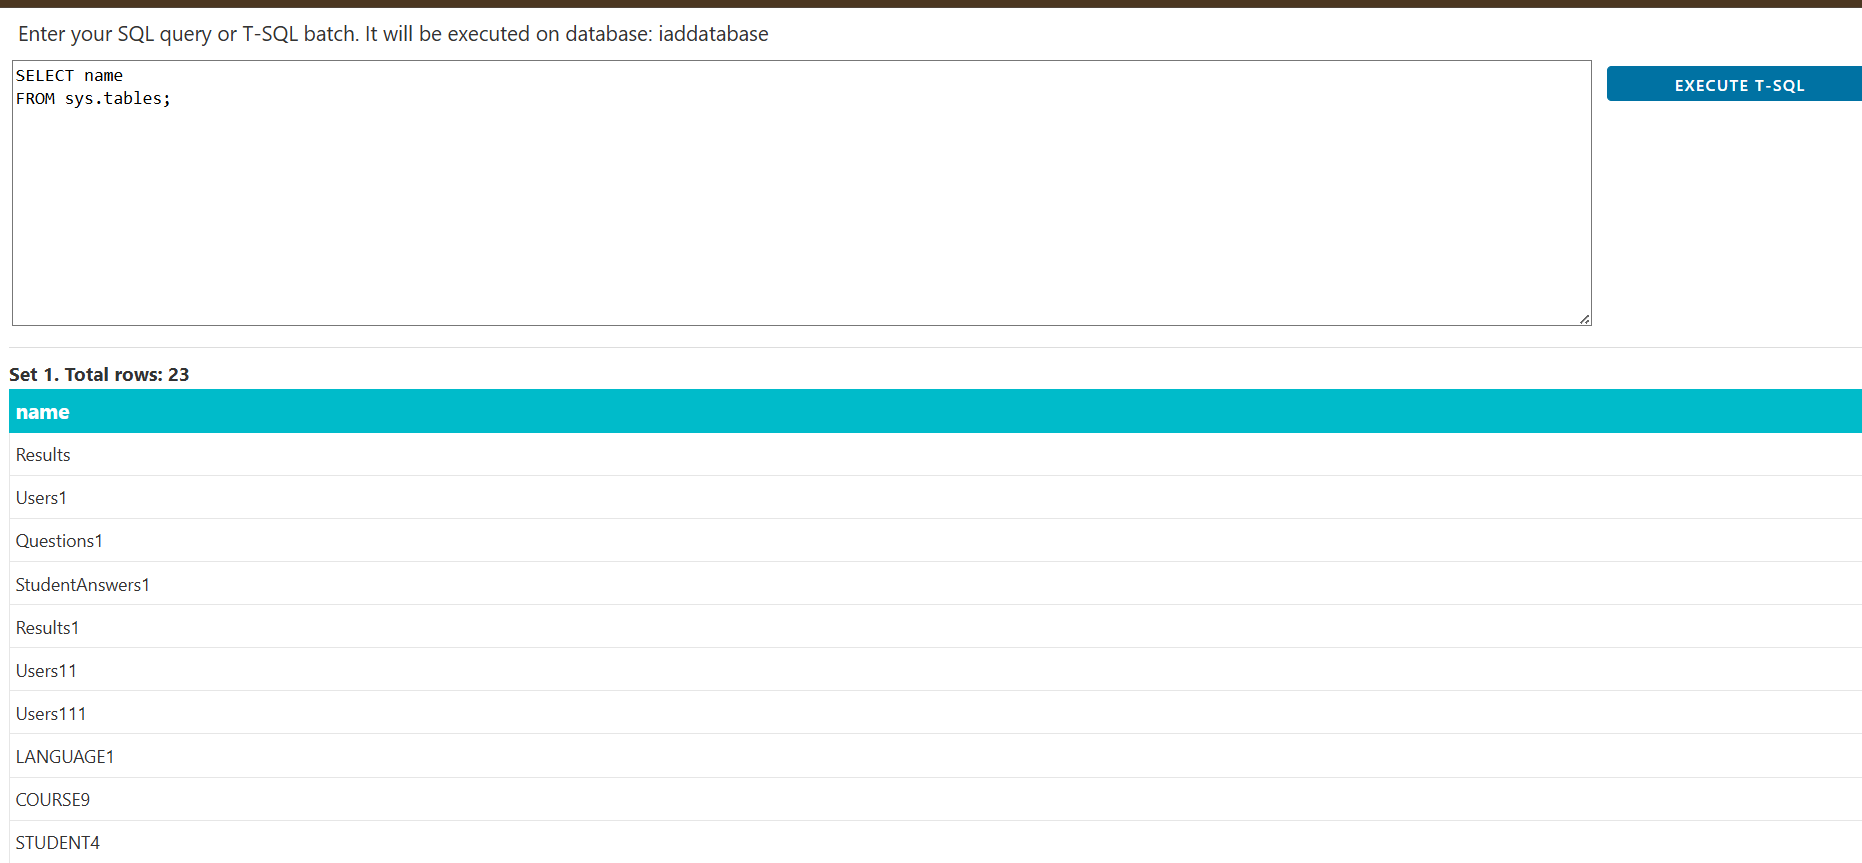 Enter your SQL query or T-SQL batch. It will be executed on database: iaddatabase
SELECT name
FROM sys.tables;
EXECUTE T-SQL
Set 1. Total rows: 23
name
Results
Users1
Questions1
StudentAnswers1
Results1
Users11
Users111
LANGUAGE1
COURSE9
STUDENT4